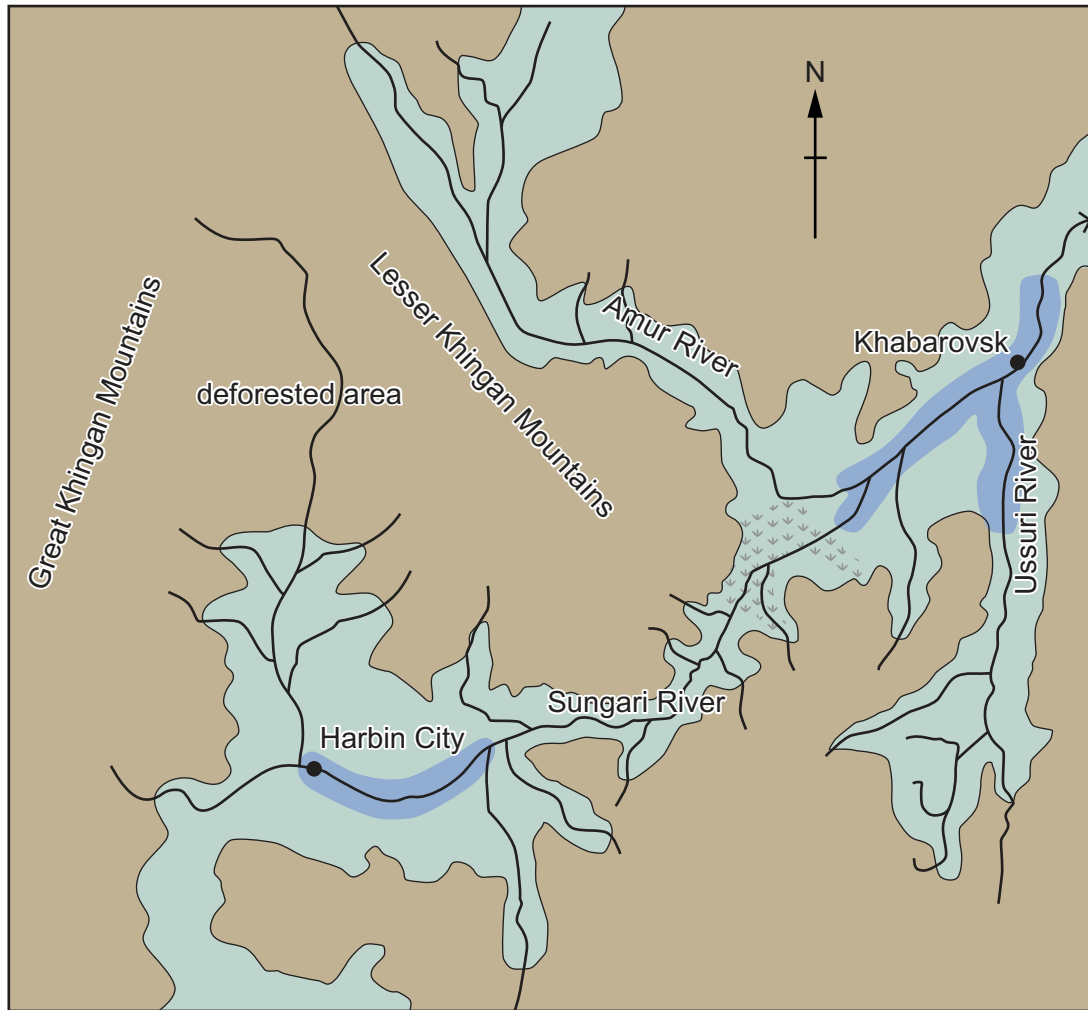 N
Great Khingan Mountains
Lesser Khingan Mountains
Amur River
Khabarovsk
deforested area
Ussuri River
Sungari River
Harbin City